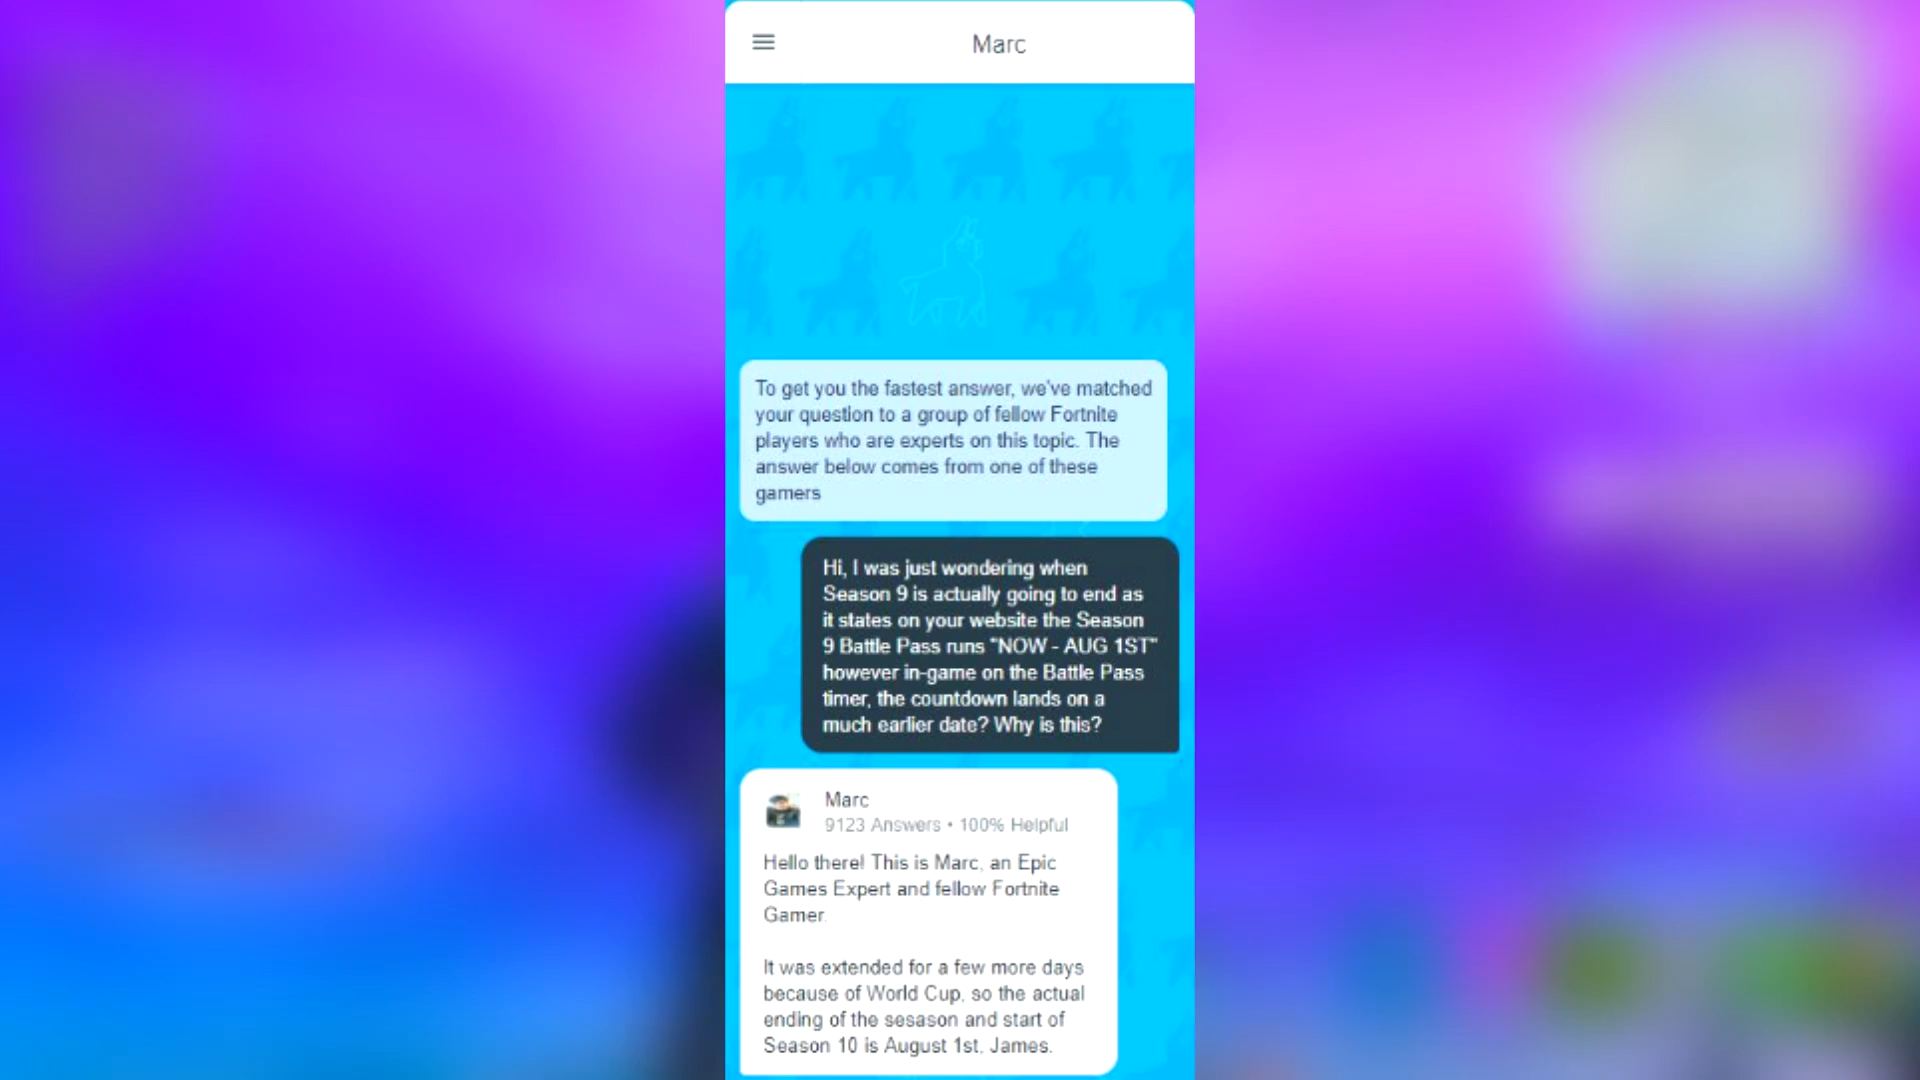 Marc
To get you the fastest answer, we've matched
your question to a group of fellow Fortnite
players who are experts on this topic. The
answer below comes from one of these
gamers
Hi, I was just wondering when
Season 9 is actually going to end as
it states on your website the Season
9 Battle Pass runs "NOW - AUG 1ST"
however in-game on the Battle Pass
timer, the countdown lands on a
much earlier date? Why is this?
Marc
9123 Answers • 100% Helpful
Hello there! This is Marc, an Epic
Games Expert and fellow Fortnite
Gamer.
It was extended for a few more days
because of World Cup, so the actual
ending of the sesason and start of
Season 10 is August 1st, James.